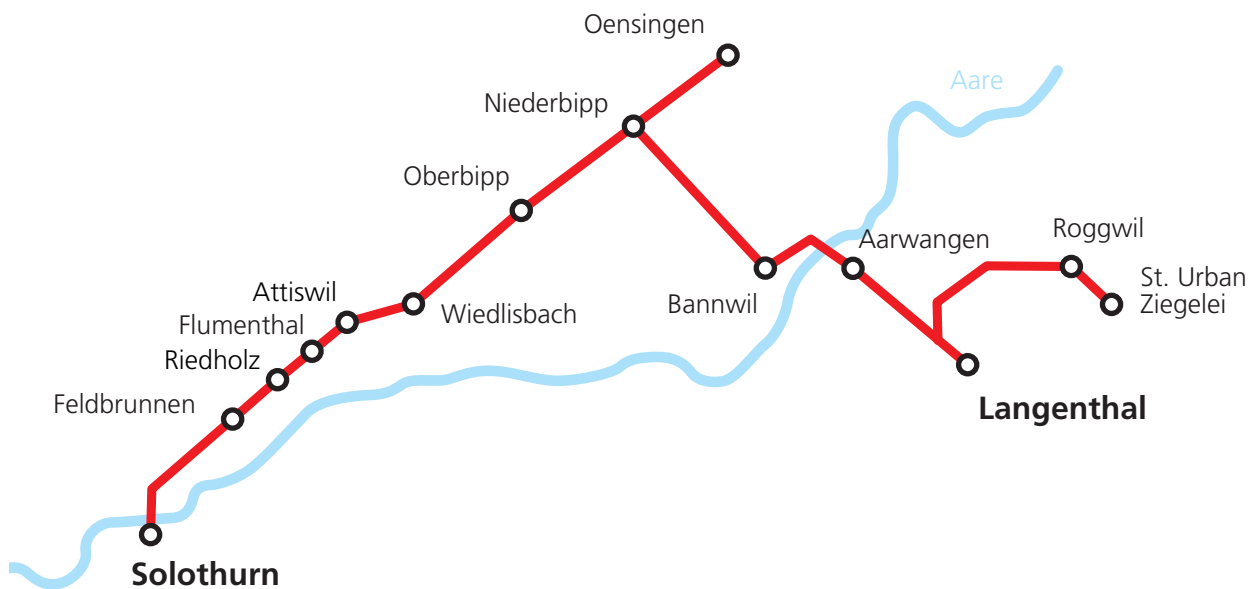 Oensingen
Aare
Niederbipp
Oberbipp
Aarwangen
Roggwil
St. Urban
Ziegelei
Attiswil
Wiedlisbach
Bannwil
Flumenthal
Riedholz
Feldbrunnen
Langenthal
Solothurn